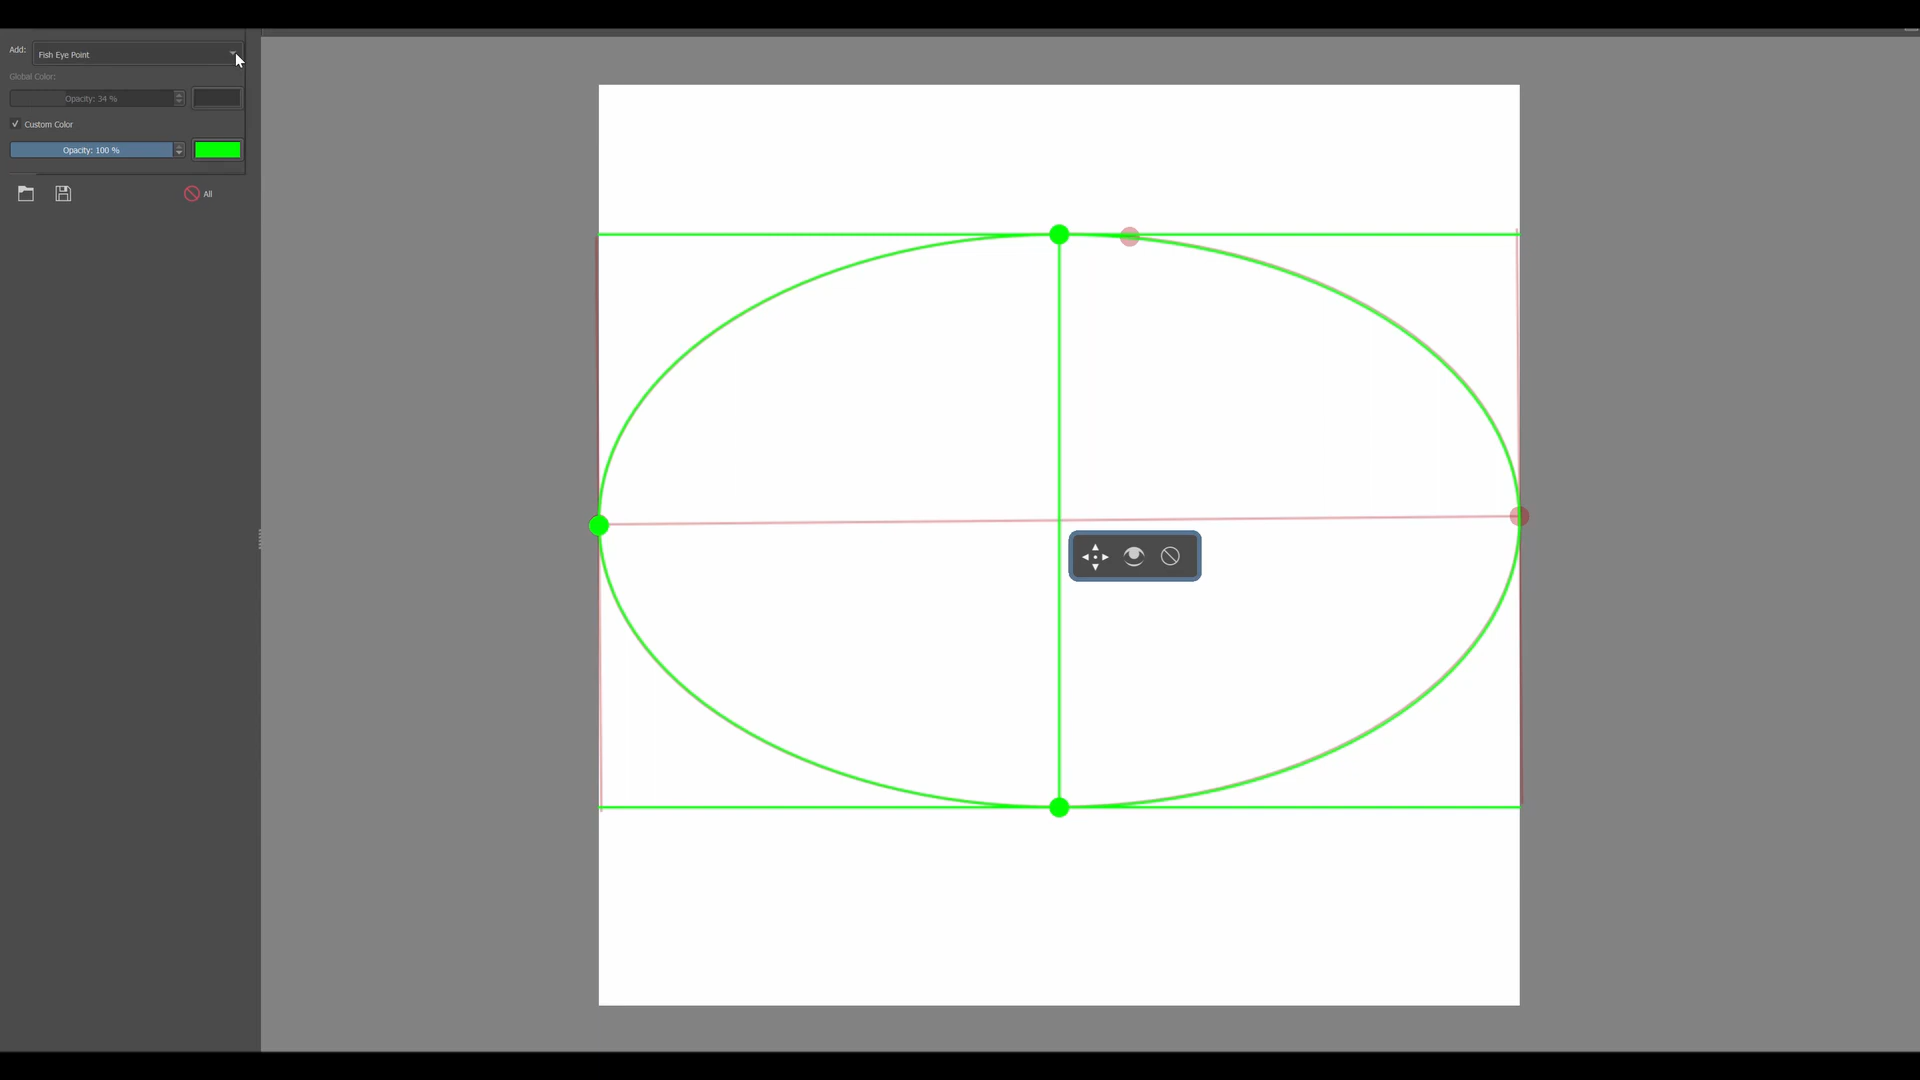 Add:
Fish Eye Point
Global Color:
Opacity: 34 %
Custom Color
Opacity: 100 %
All